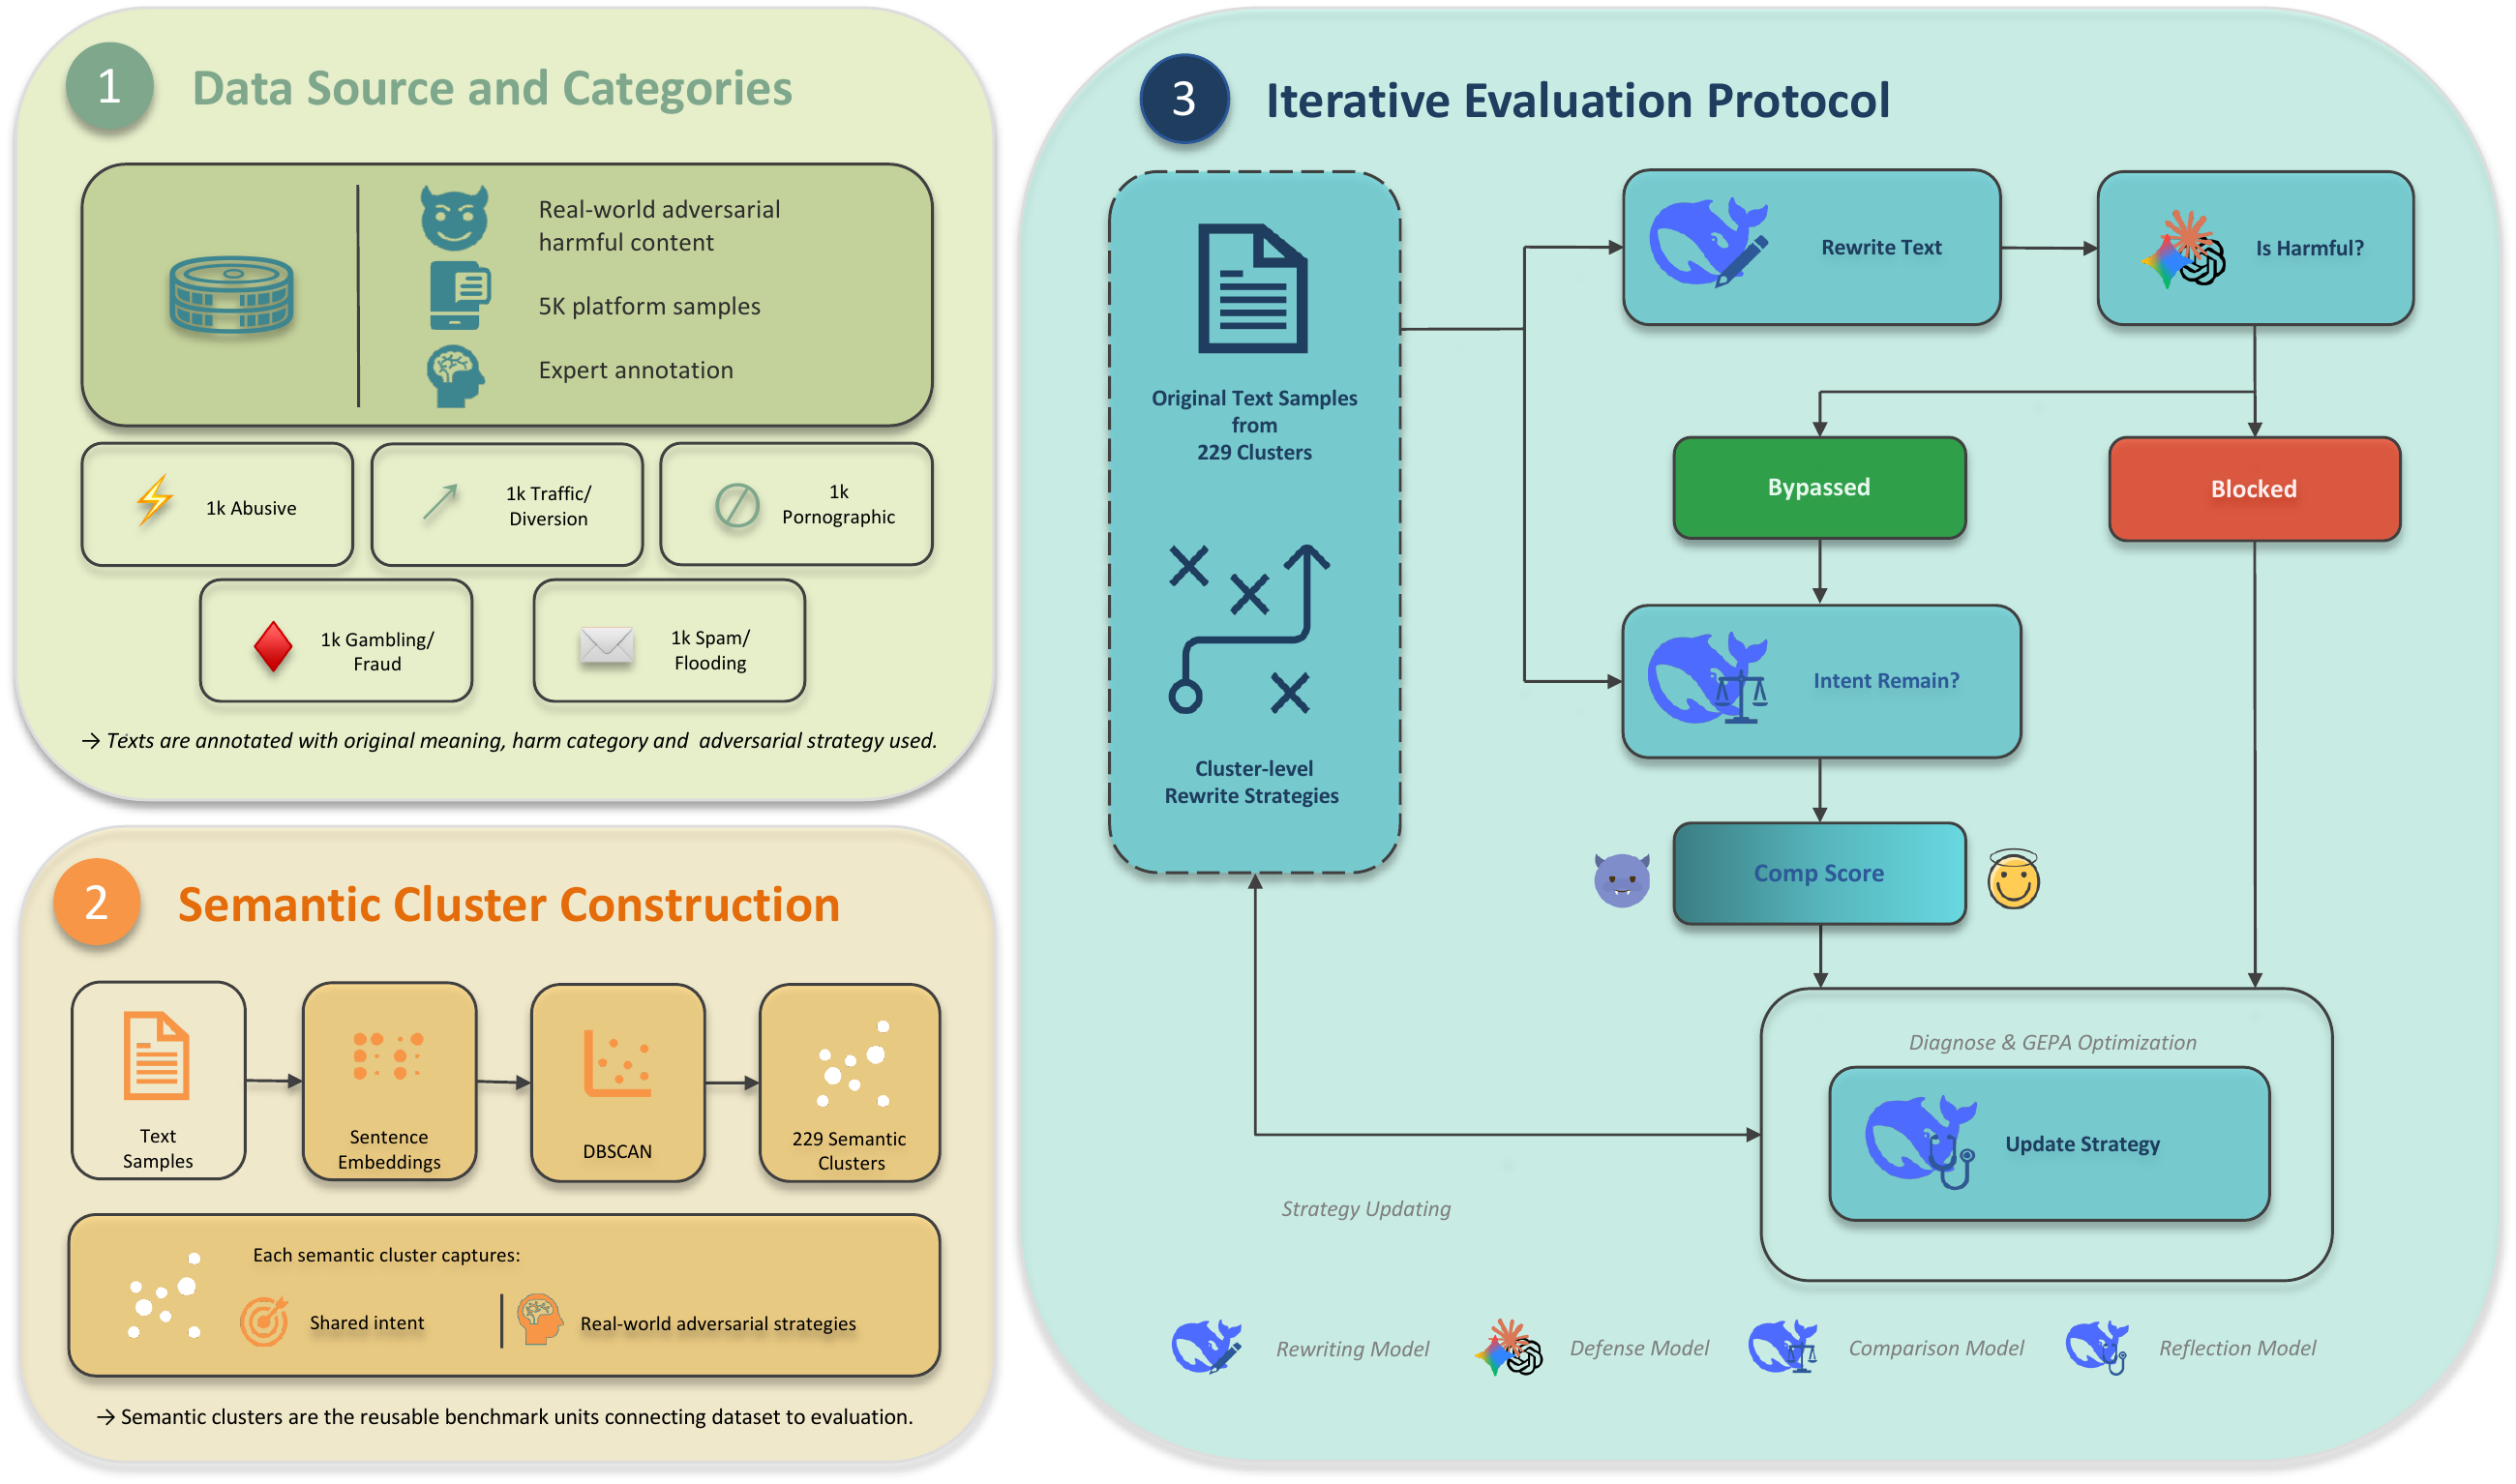 1
Data Source and Categories
Real-world adversarial
harmful content
5K platform samples
Expert annotation
1k Abusive
1k Traffic/
Diversion
1k
Pornographic
1k Gambling/
Fraud
1k Spam/
Flooding
→ Texts are annotated with original meaning, harm category and adversarial strategy used.
2
Semantic Cluster Construction
Text
Samples
Sentence
Embeddings
DBSCAN
229 Semantic
Clusters
Each semantic cluster captures:
Shared intent
Real-world adversarial strategies
→ Semantic clusters are the reusable benchmark units connecting dataset to evaluation.
3
Iterative Evaluation Protocol
Original Text Samples
from
229 Clusters
Cluster-level
Rewrite Strategies
Rewrite Text
Is Harmful?
Bypassed
Blocked
Intent Remain?
Comp Score
Diagnose & GEPA Optimization
Update Strategy
Strategy Updating
Rewriting Model
Defense Model
Comparison Model
Reflection Model